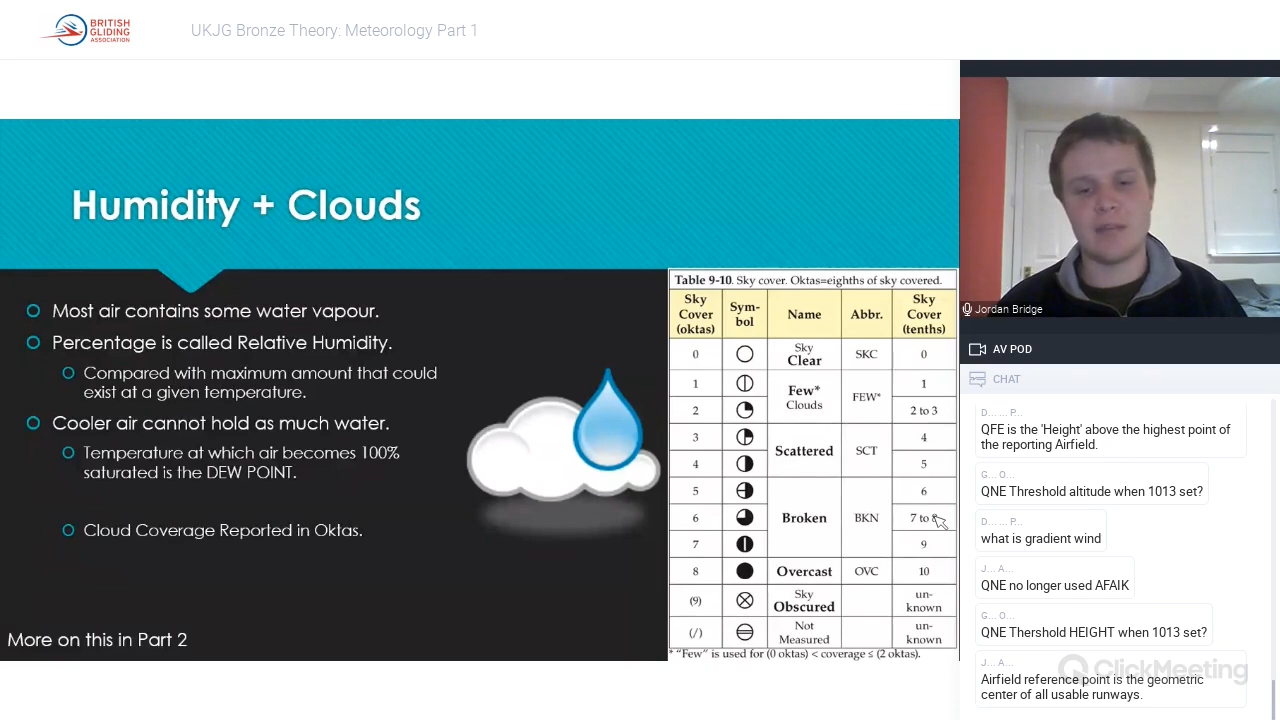 BRITISH
GLIDING
ASSOCIATION
UKJG Bronze Theory: Meteorology Part 1
Humidity + Clouds
Most air contains some water vapour.
Percentage is called Relative Humidity.
Compared with maximum amount that could
exist at a given temperature.
Cooler air cannot hold as much water.
Temperature at which air becomes 100%
saturated is the DEW POINT.
Cloud Coverage Reported in Oktas.
More on this in Part 2
Table 9-10. Sky cover. Oktas=eighths of sky covered.
Sky Cover (oktas) Sym-bol Name Abbr. Sky Cover (tenths)
0 Sky Clear SKC 0
1 Few* Clouds FEW* 1
2 2 to 3
3 Scattered SCT 4
4 5
5 Broken BKN 6
6 7 to
7 9
8 Overcast OVC 10
(9) Sky Obscured un-known
(/) Not Measured un-known
* "Few" is used for (0 oktas) < coverage ≤ (2 oktas).
Jordan Bridge
AV POD
CHAT
D... ... P...
QFE is the 'Height' above the highest point of
the reporting Airfield.
G... O...
QNE Threshold altitude when 1013 set?
D... ... P...
what is gradient wind
J... A...
QNE no longer used AFAIK
G... O...
QNE Thershold HEIGHT when 1013 set?
J... A...
Airfield reference point is the geometric
center of all usable runways.
ClickMeeting